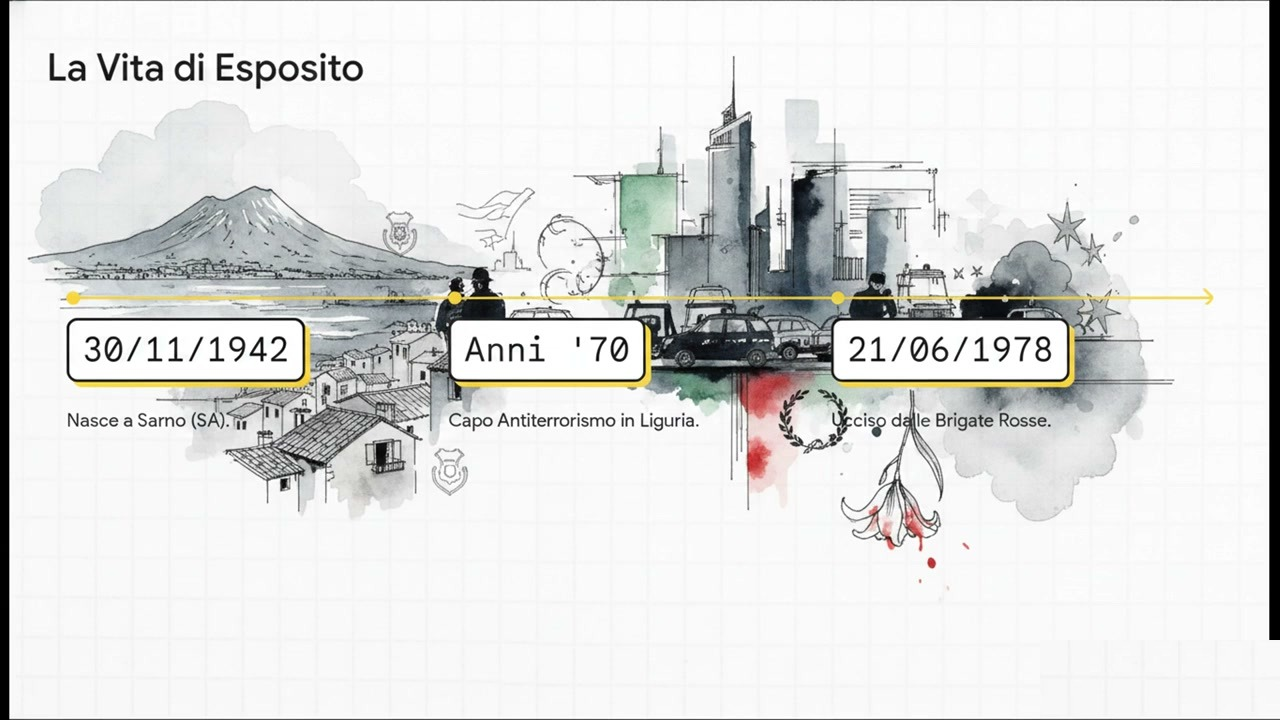 La Vita di Esposito
30/11/1942
Anni '70
21/06/1978
Nasce a Sarno (SA).
Capo Antiterrorismo in Liguria.
Ucciso dalle Brigate Rosse.